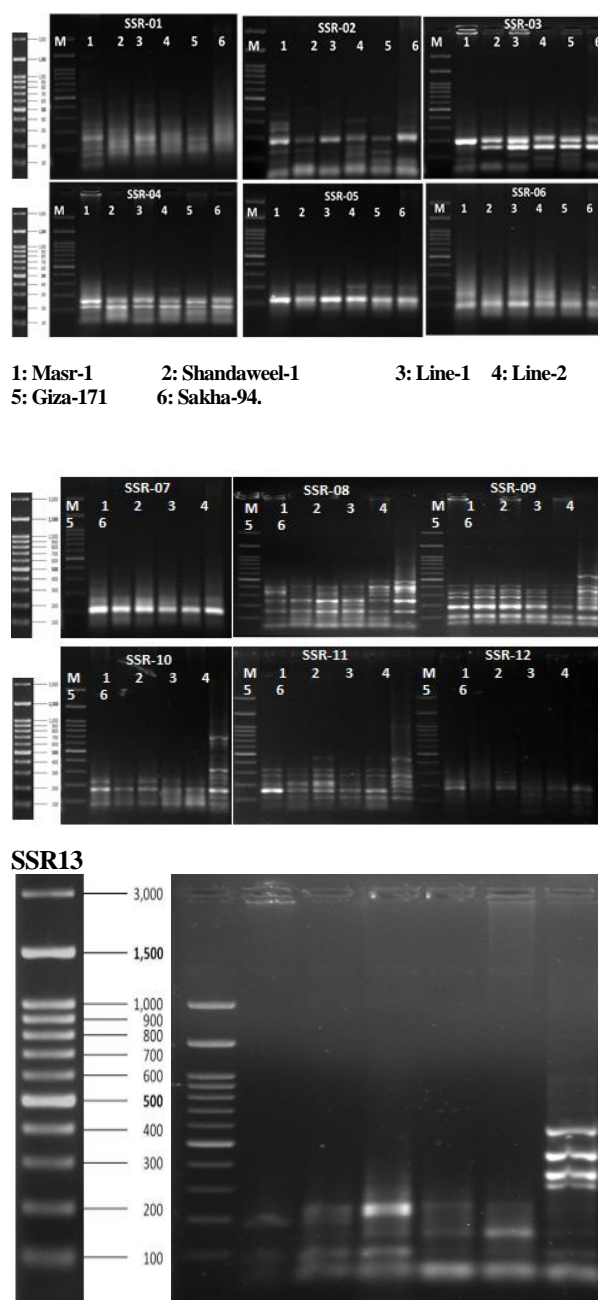 SSR-01 SSR-02 SSR-03
M 1 2 3 4 5 6 M 1 2 3 4 5 6 M 1 2 3 4 5 6
SSR-04 SSR-05 SSR-06
M 1 2 3 4 5 6 M 1 2 3 4 5 6 M 1 2 3 4 5 6
1: Masr-1 2: Shandaweel-1 3: Line-1 4: Line-2
5: Giza-171 6: Sakha-94.
SSR-07 SSR-08 SSR-09
M 1 2 3 4 M 1 2 3 4 M 1 2 3 4
5 6 5 6 5 6
SSR-10 SSR-11 SSR-12
M 1 2 3 4 M 1 2 3 4 M 1 2 3 4
5 6 5 6 5 6
SSR13
3,000
1,500
1,000
900
800
700
600
500
400
300
200
100